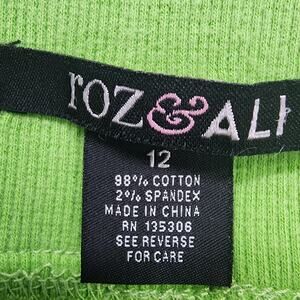 roz&ALI
12
98% COTTON
2% SPANDEX
MADE IN CHINA
RN 135306
SEE REVERSE
FOR CARE